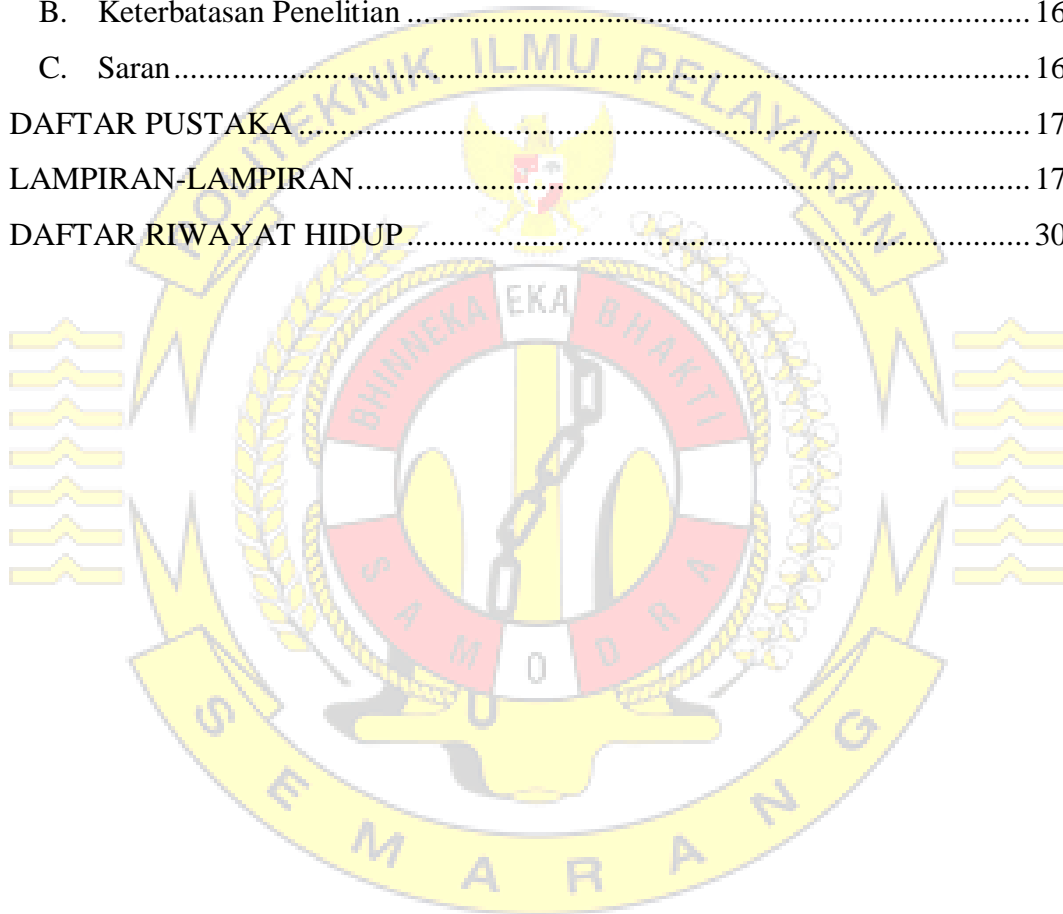 B. Keterbatasan Penelitian ........ 16
C. Saran ........ 16
DAFTAR PUSTAKA ........ 17
LAMPIRAN-LAMPIRAN ........ 17
DAFTAR RIWAYAT HIDUP ........ 30
POLITEKNIK ILMU PELAYARAN
BHINNEKA EKA BHAKTI
SAMODRA
SEMARANG